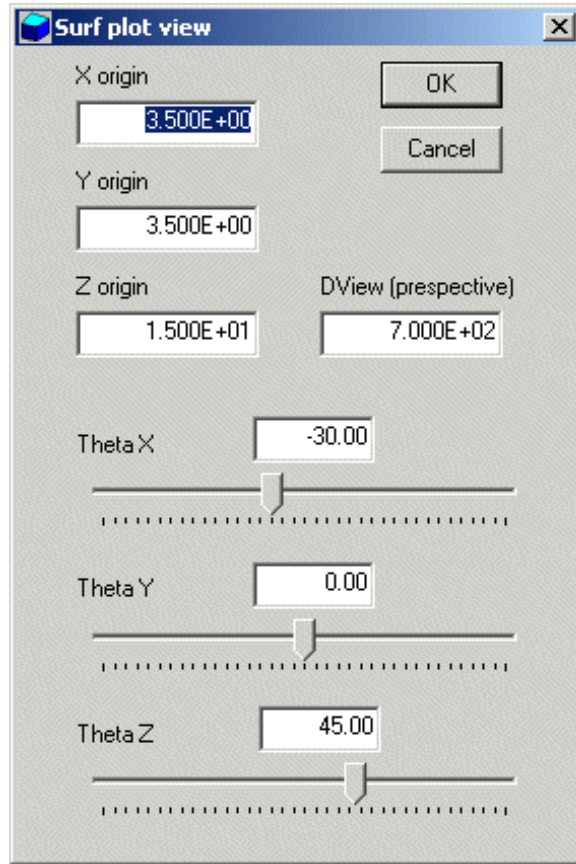 Surf plot view
X origin
OK
3.500E+00
Cancel
Y origin
3.500E+00
Z origin
DView (prespective)
1.500E+01
7.000E+02
Theta X
-30.00
Theta Y
0.00
Theta Z
45.00